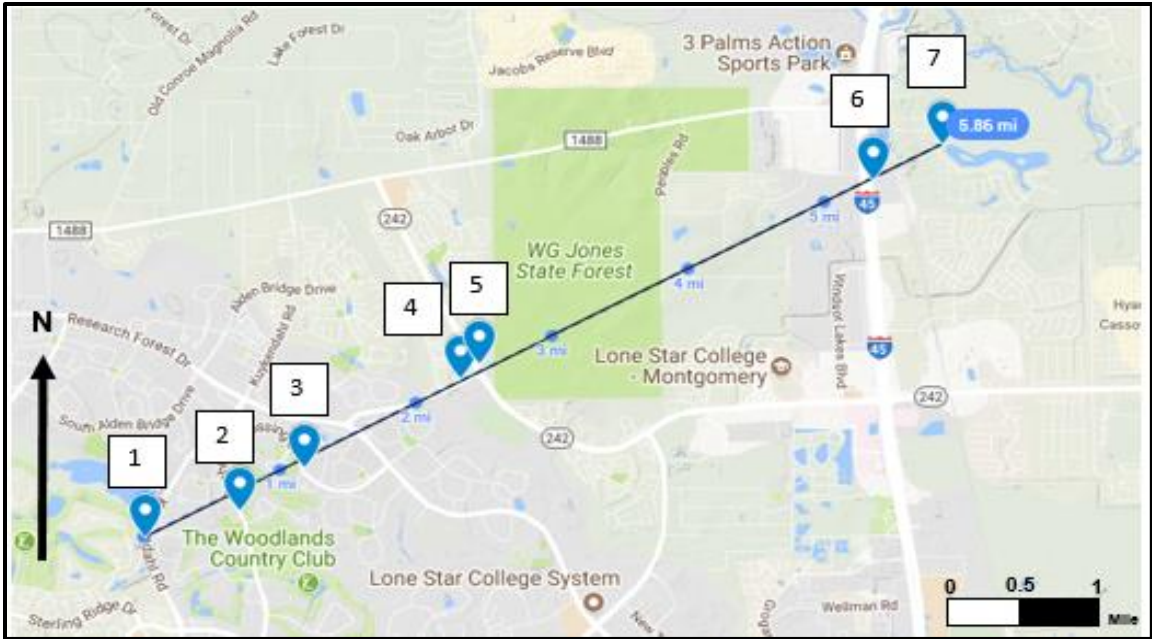 Forest Dr
Old Conroe Magnolia Rd
Lake Forest Dr
Jacobs Reserve Blvd
3 Palms Action
Sports Park
7
6
5.86 mi
Oak Arbor Dr
1488
Peoples Rd
45
5 mi
242
1488
WG Jones
State Forest
4 mi
5
4
Alden Bridge Drive
Windsor Lakes Blvd
N
Research Forest Dr
Kuykendahl Rd
3 mi
Lone Star College
- Montgomery
45
3
242
South Alden Bridge Drive
2 mi
2
242
1
1 mi
The Woodlands
Country Club
Lone Star College System
0 0.5 1
Mile
Sterling Ridge Dr
Wellman Rd